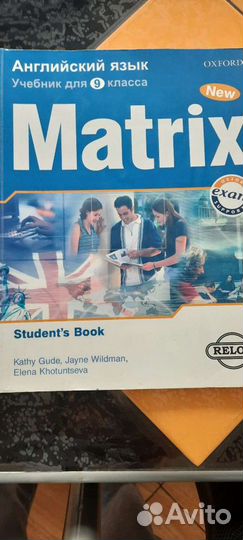 Английский язык
OXFORD
Учебник для 9 класса
New
Matrix
exam
Student's Book
Kathy Gude, Jayne Wildman,
Elena Khotuntseva
RELO
Avito